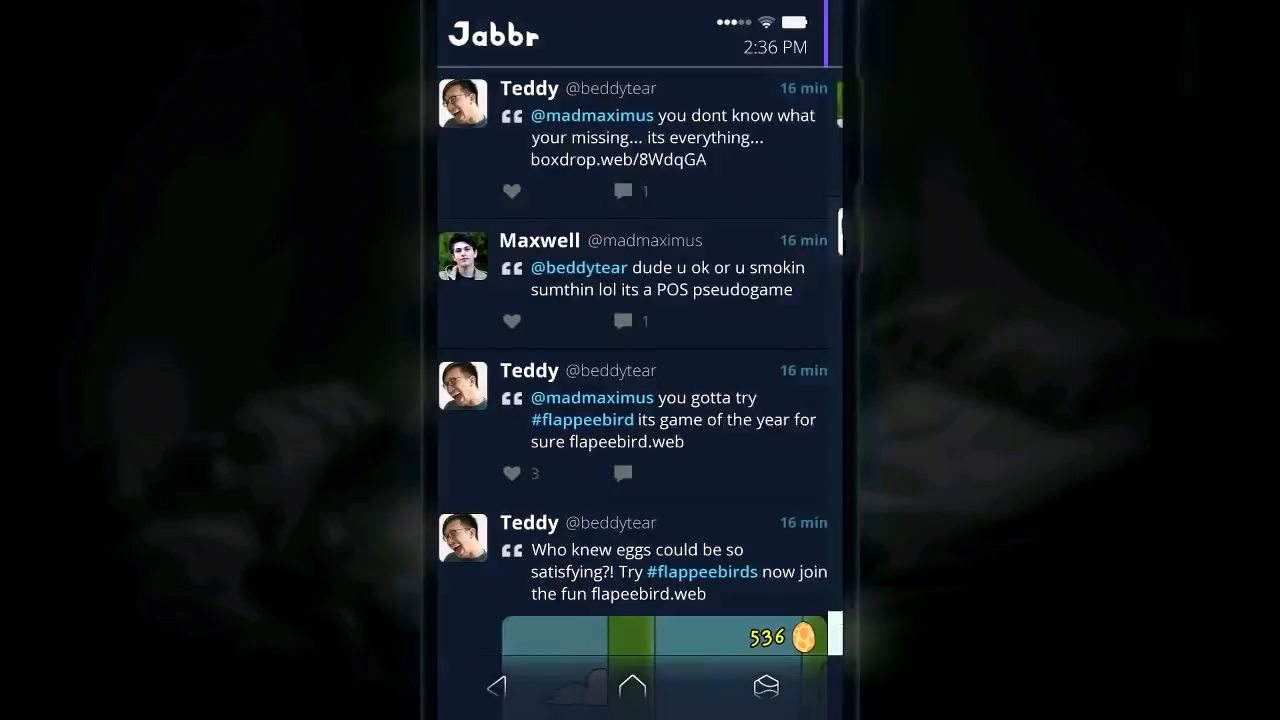 Jabbr
2:36 PM
Teddy @beddytear 16 min
@madmaximus you dont know what
your missing... its everything...
boxdrop.web/8WdqGA
1
Maxwell @madmaximus 16 min
@beddytear dude u ok or u smokin
sumthin lol its a POS pseudogame
1
Teddy @beddytear 16 min
@madmaximus you gotta try
#flappeebird its game of the year for
sure flapeebird.web
3
Teddy @beddytear 16 min
Who knew eggs could be so
satisfying?! Try #flappeebirds now join
the fun flapeebird.web
536